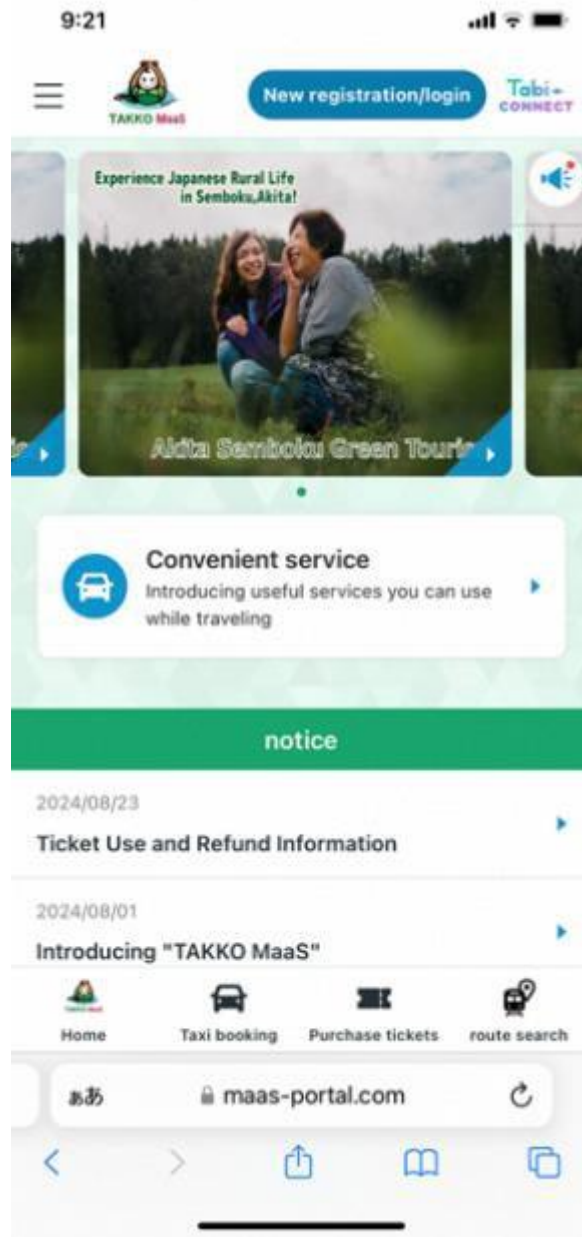 9:21
TAKKO MaaS
New registration/login
Tabi-
CONNECT
Experience Japanese Rural Life
in Semboku,Akita!
Akita Semboku Green Touris
Convenient service
Introducing useful services you can use
while traveling
notice
2024/08/23
Ticket Use and Refund Information
2024/08/01
Introducing "TAKKO MaaS"
Home
Taxi booking
Purchase tickets
route search
ぁあ
maas-portal.com